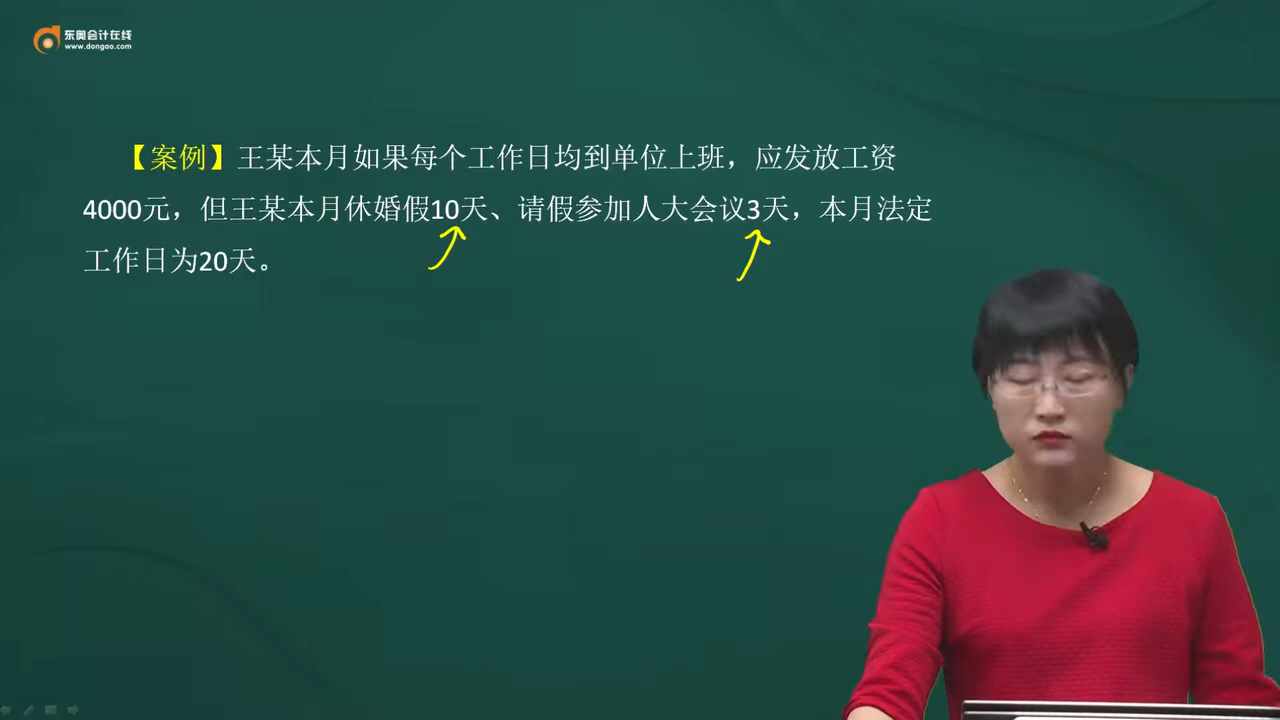 东奥会计在线
www.dongao.com
【案例】王某本月如果每个工作日均到单位上班，应发放工资
4000元，但王某本月休婚假10天、请假参加人大会议3天，本月法定
工作日为20天。